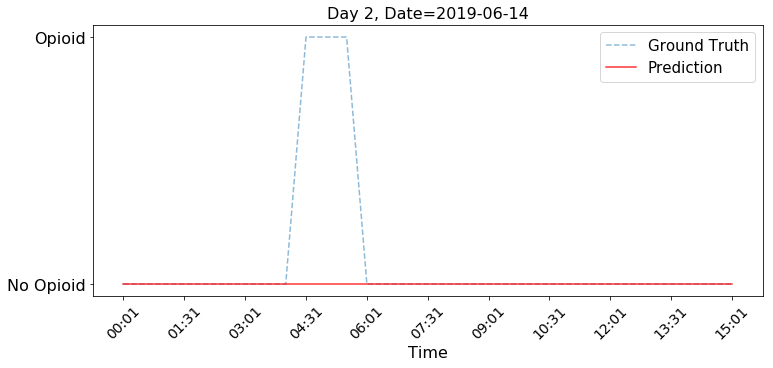 Day 2, Date=2019-06-14
Opioid
No Opioid
Ground Truth
Prediction
00:01 01:31 03:01 04:31 06:01 07:31 09:01 10:31 12:01 13:31 15:01
Time